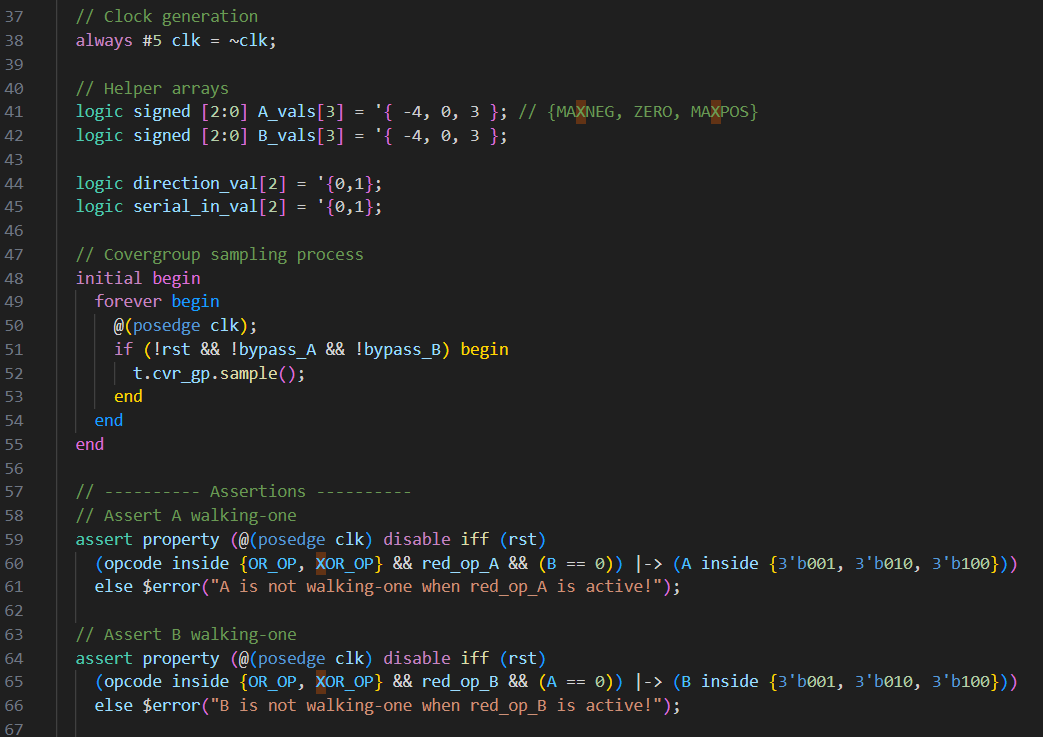 37 // Clock generation
38 always #5 clk = ~clk;
39
40 // Helper arrays
41 logic signed [2:0] A_vals[3] = '{ -4, 0, 3 }; // {MAXNEG, ZERO, MAXPOS}
42 logic signed [2:0] B_vals[3] = '{ -4, 0, 3 };
43
44 logic direction_val[2] = '{0,1};
45 logic serial_in_val[2] = '{0,1};
46
47 // Covergroup sampling process
48 initial begin
49   forever begin
50     @(posedge clk);
51     if (!rst && !bypass_A && !bypass_B) begin
52       t.cvr_gp.sample();
53     end
54   end
55 end
56
57 // ---------- Assertions ----------
58 // Assert A walking-one
59 assert property (@(posedge clk) disable iff (rst)
60   (opcode inside {OR_OP, XOR_OP} && red_op_A && (B == 0)) |-> (A inside {3'b001, 3'b010, 3'b100}))
61   else $error("A is not walking-one when red_op_A is active!");
62
63 // Assert B walking-one
64 assert property (@(posedge clk) disable iff (rst)
65   (opcode inside {OR_OP, XOR_OP} && red_op_B && (A == 0)) |-> (B inside {3'b001, 3'b010, 3'b100}))
66   else $error("B is not walking-one when red_op_B is active!");
67